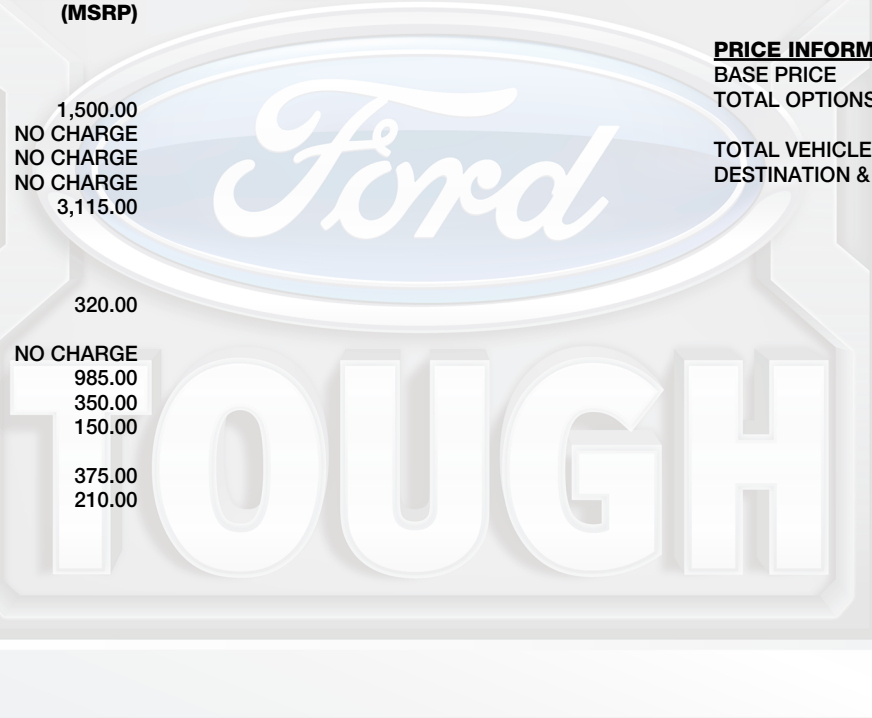 (MSRP)
1,500.00
NO CHARGE
NO CHARGE
NO CHARGE
3,115.00
320.00
NO CHARGE
985.00
350.00
150.00
375.00
210.00
PRICE INFORM
BASE PRICE
TOTAL OPTIONS
TOTAL VEHICLE
DESTINATION &
Ford
TOUGH